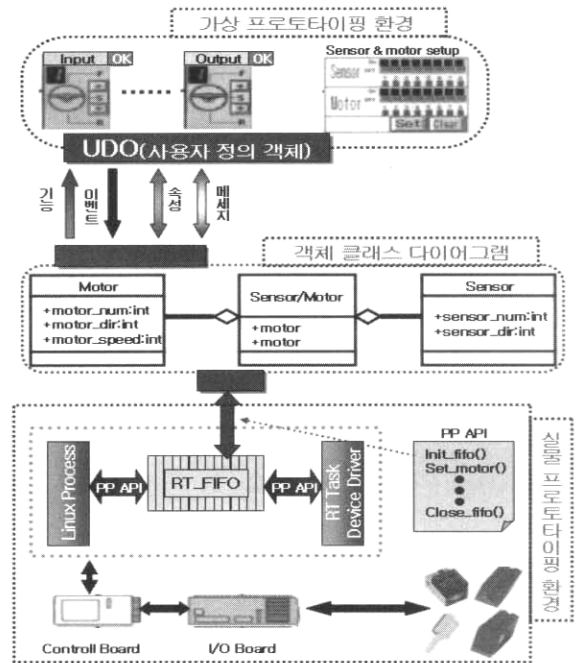 가상 프로토타이핑 환경
Input OK
Output OK
Sensor & motor setup
Sensor
Motor
Set Clear
UDO(사용자 정의 객체)
기능
이벤트
속성
메세지
객체 클래스 다이어그램
Motor
+motor_num:int
+motor_dir:int
+motor_speed:int
Sensor/Motor
+motor
+motor
Sensor
+sensor_num:int
+sensor_dir:int
Linux Process
PP API
RT_FIFO
PP API
RT Task
Device Driver
PP API
Init_fifo()
Set_motor()
Close_fifo()
실물 프로토타이핑 환경
Controll Board
I/O Board